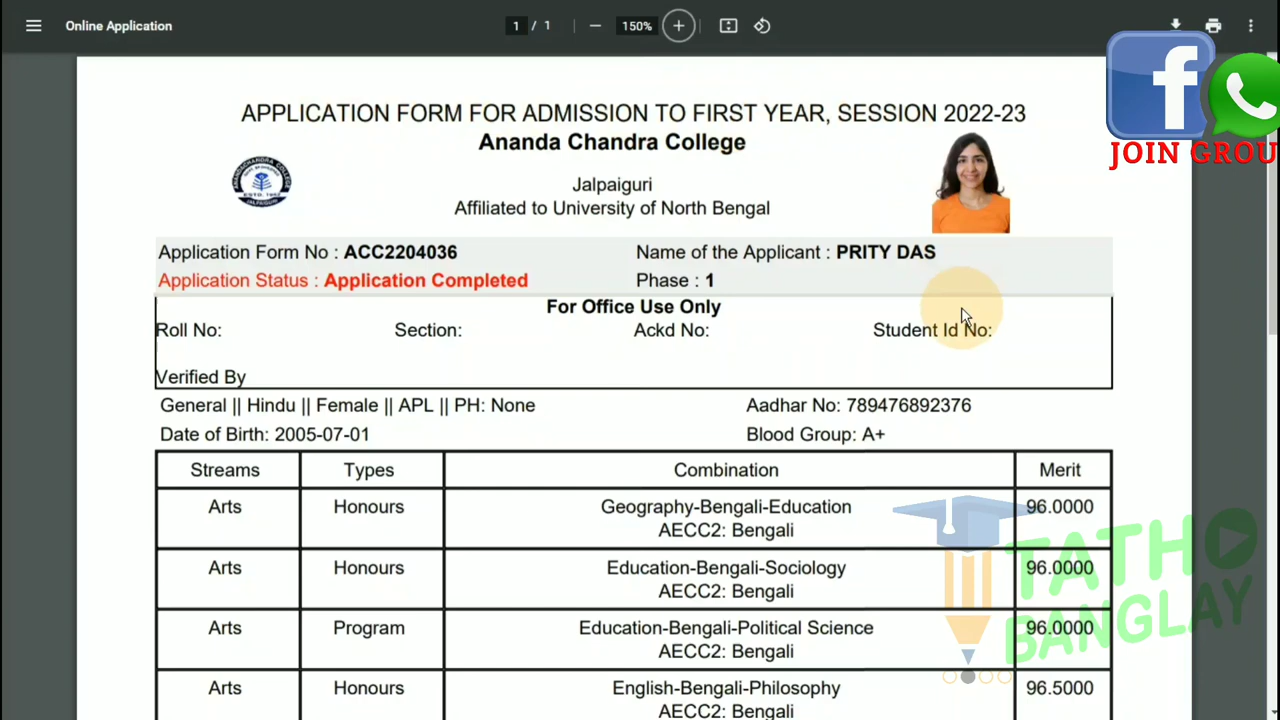 Online Application
1 / 1
150%
JOIN GROU
APPLICATION FORM FOR ADMISSION TO FIRST YEAR, SESSION 2022-23
Ananda Chandra College
Jalpaiguri
Affiliated to University of North Bengal
Application Form No : ACC2204036 Name of the Applicant : PRITY DAS
Application Status : Application Completed Phase : 1
For Office Use Only
Roll No: Section: Ackd No: Student Id No:
Verified By
General || Hindu || Female || APL || PH: None Aadhar No: 789476892376
Date of Birth: 2005-07-01 Blood Group: A+
Streams Types Combination Merit
Arts Honours Geography-Bengali-Education 96.0000
AECC2: Bengali
Arts Honours Education-Bengali-Sociology 96.0000
AECC2: Bengali
Arts Program Education-Bengali-Political Science 96.0000
AECC2: Bengali
Arts Honours English-Bengali-Philosophy 96.5000
AECC2: Bengali
TATHO
BANGLAY